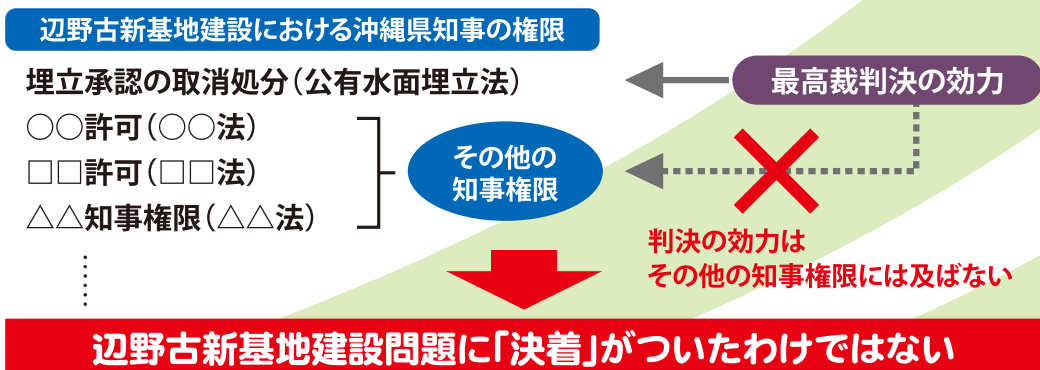 辺野古新基地建設における沖縄県知事の権限
埋立承認の取消処分（公有水面埋立法）
最高裁判決の効力
○○許可（○○法）
□□許可（□□法）
△△知事権限（△△法）
⋮
その他の
知事権限
判決の効力は
その他の知事権限には及ばない
辺野古新基地建設問題に「決着」がついたわけではない